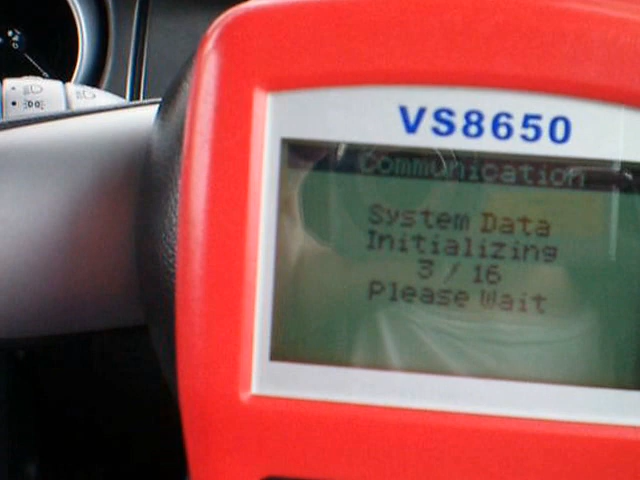 VS8650
Communication
System Data
Initializing
3 / 16
Please Wait